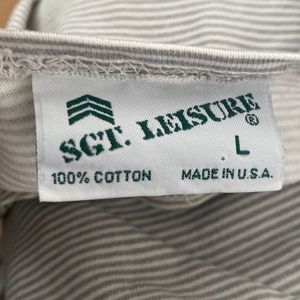 SGT. LEISURE®
L
100% COTTON MADE IN U.S.A.